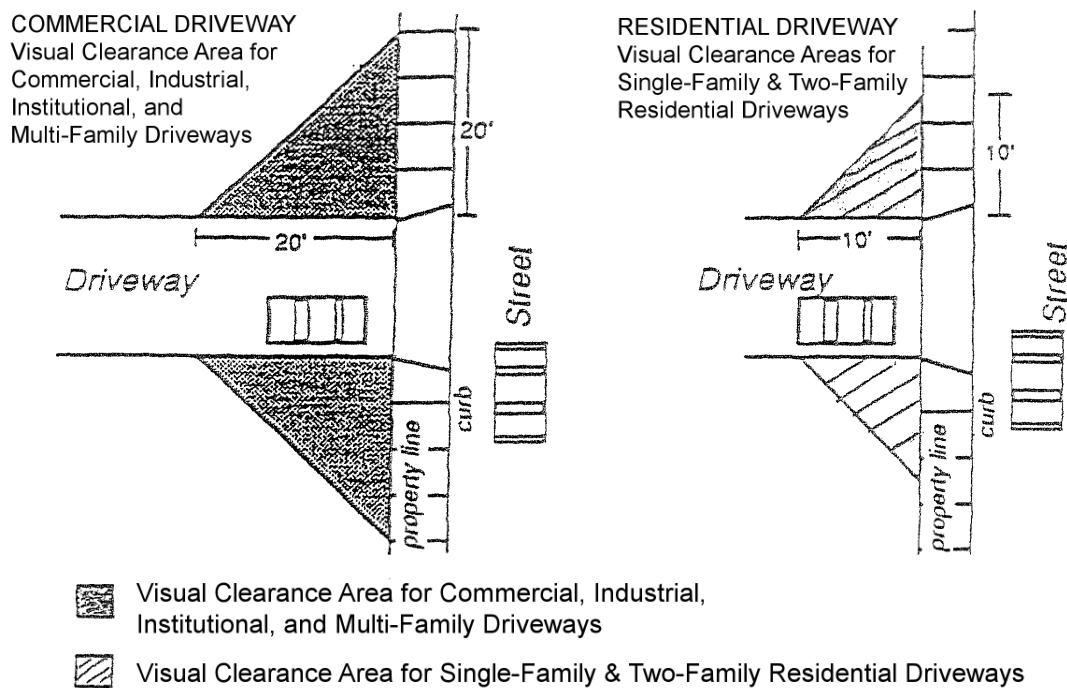 COMMERCIAL DRIVEWAY
Visual Clearance Area for
Commercial, Industrial,
Institutional, and
Multi-Family Driveways
20'
20'
Driveway
Street
curb
property line
RESIDENTIAL DRIVEWAY
Visual Clearance Areas for
Single-Family & Two-Family
Residential Driveways
10'
10'
Driveway
Street
curb
property line
Visual Clearance Area for Commercial, Industrial,
Institutional, and Multi-Family Driveways
Visual Clearance Area for Single-Family & Two-Family Residential Driveways